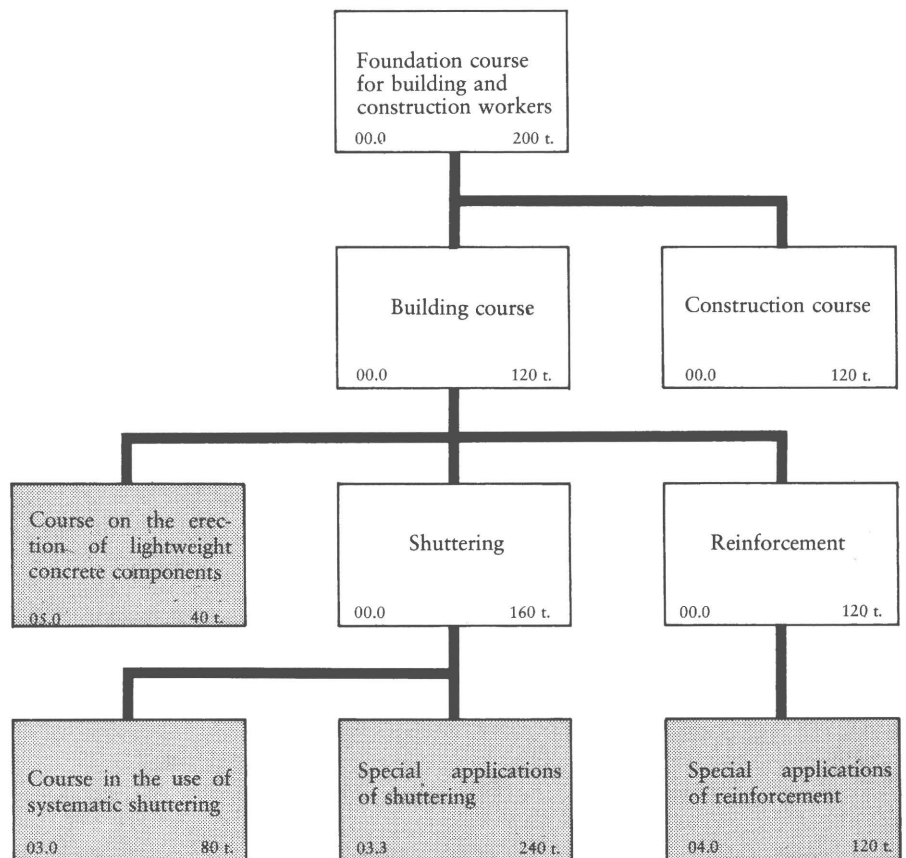 Foundation course
for building and
construction workers
00.0 200 t.
Building course
00.0 120 t.
Construction course
00.0 120 t.
Course on the erec-
tion of lightweight
concrete components
05.0 40 t.
Shuttering
00.0 160 t.
Reinforcement
00.0 120 t.
Course in the use of
systematic shuttering
03.0 80 t.
Special applications
of shuttering
03.3 240 t.
Special applications
of reinforcement
04.0 120 t.